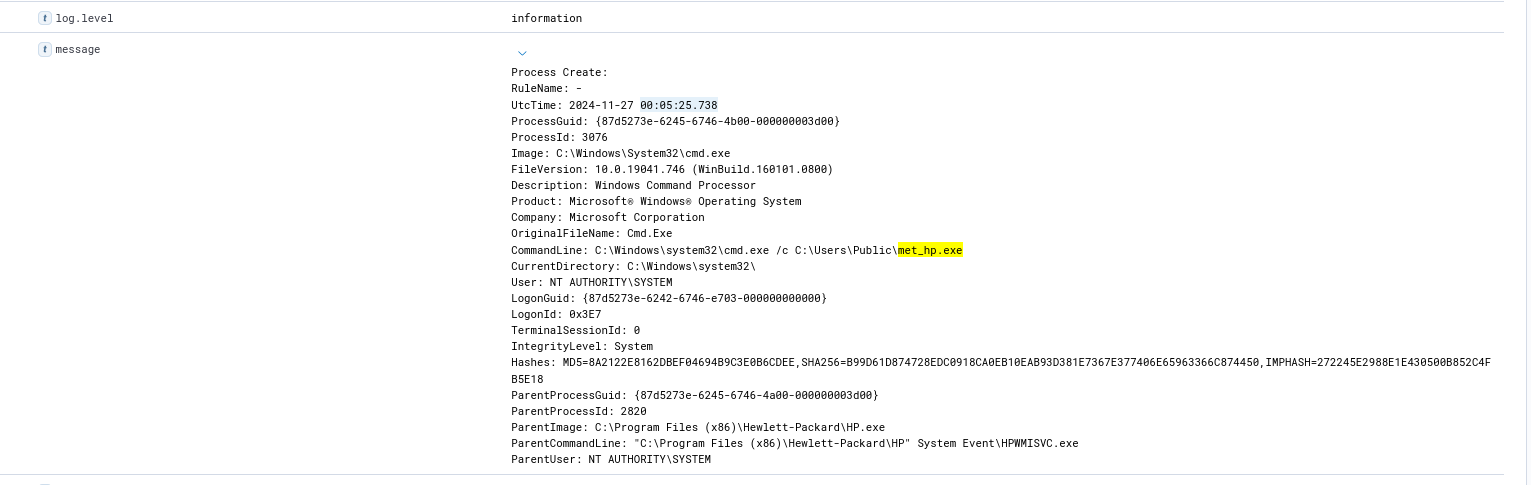 log.level information
message
Process Create:
RuleName: -
UtcTime: 2024-11-27 00:05:25.738
ProcessGuid: {87d5273e-6245-6746-4b00-000000003d00}
ProcessId: 3076
Image: C:\Windows\System32\cmd.exe
FileVersion: 10.0.19041.746 (WinBuild.160101.0800)
Description: Windows Command Processor
Product: Microsoft® Windows® Operating System
Company: Microsoft Corporation
OriginalFileName: Cmd.Exe
CommandLine: C:\Windows\system32\cmd.exe /c C:\Users\Public\met_hp.exe
CurrentDirectory: C:\Windows\system32\
User: NT AUTHORITY\SYSTEM
LogonGuid: {87d5273e-6242-6746-e703-000000000000}
LogonId: 0x3E7
TerminalSessionId: 0
IntegrityLevel: System
Hashes: MD5=8A2122E8162DBEF04694B9C3E0B6CDEE,SHA256=B99D61D874728EDC0918CA0EB10EAB93D381E7367E377406E65963366C874450,IMPHASH=272245E2988E1E430500B852C4F
B5E18
ParentProcessGuid: {87d5273e-6245-6746-4a00-000000003d00}
ParentProcessId: 2820
ParentImage: C:\Program Files (x86)\Hewlett-Packard\HP.exe
ParentCommandLine: "C:\Program Files (x86)\Hewlett-Packard\HP" System Event\HPWMISVC.exe
ParentUser: NT AUTHORITY\SYSTEM